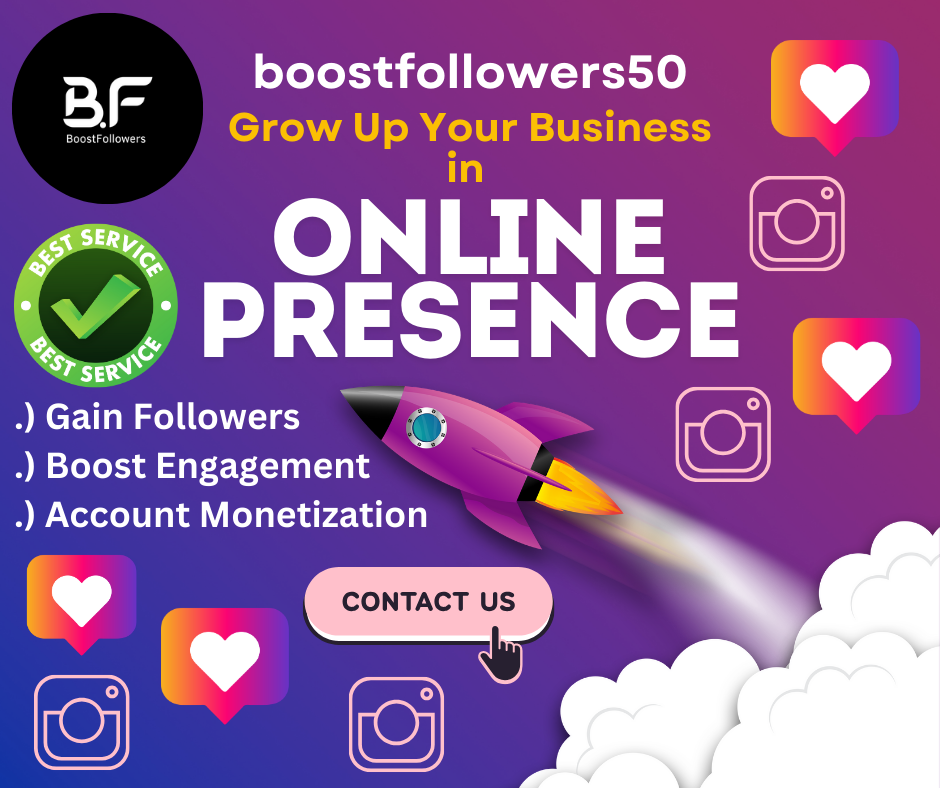 B.F
BoostFollowers
boostfollowers50
Grow Up Your Business
in
ONLINE
PRESENCE
BEST SERVICE
BEST SERVICE
.) Gain Followers
.) Boost Engagement
.) Account Monetization
CONTACT US